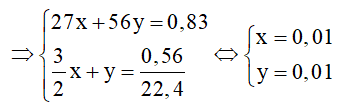 ⇒ { 27x + 56y = 0,83
3/2 x + y = 0,56/22,4 ⇔ { x = 0,01
y = 0,01